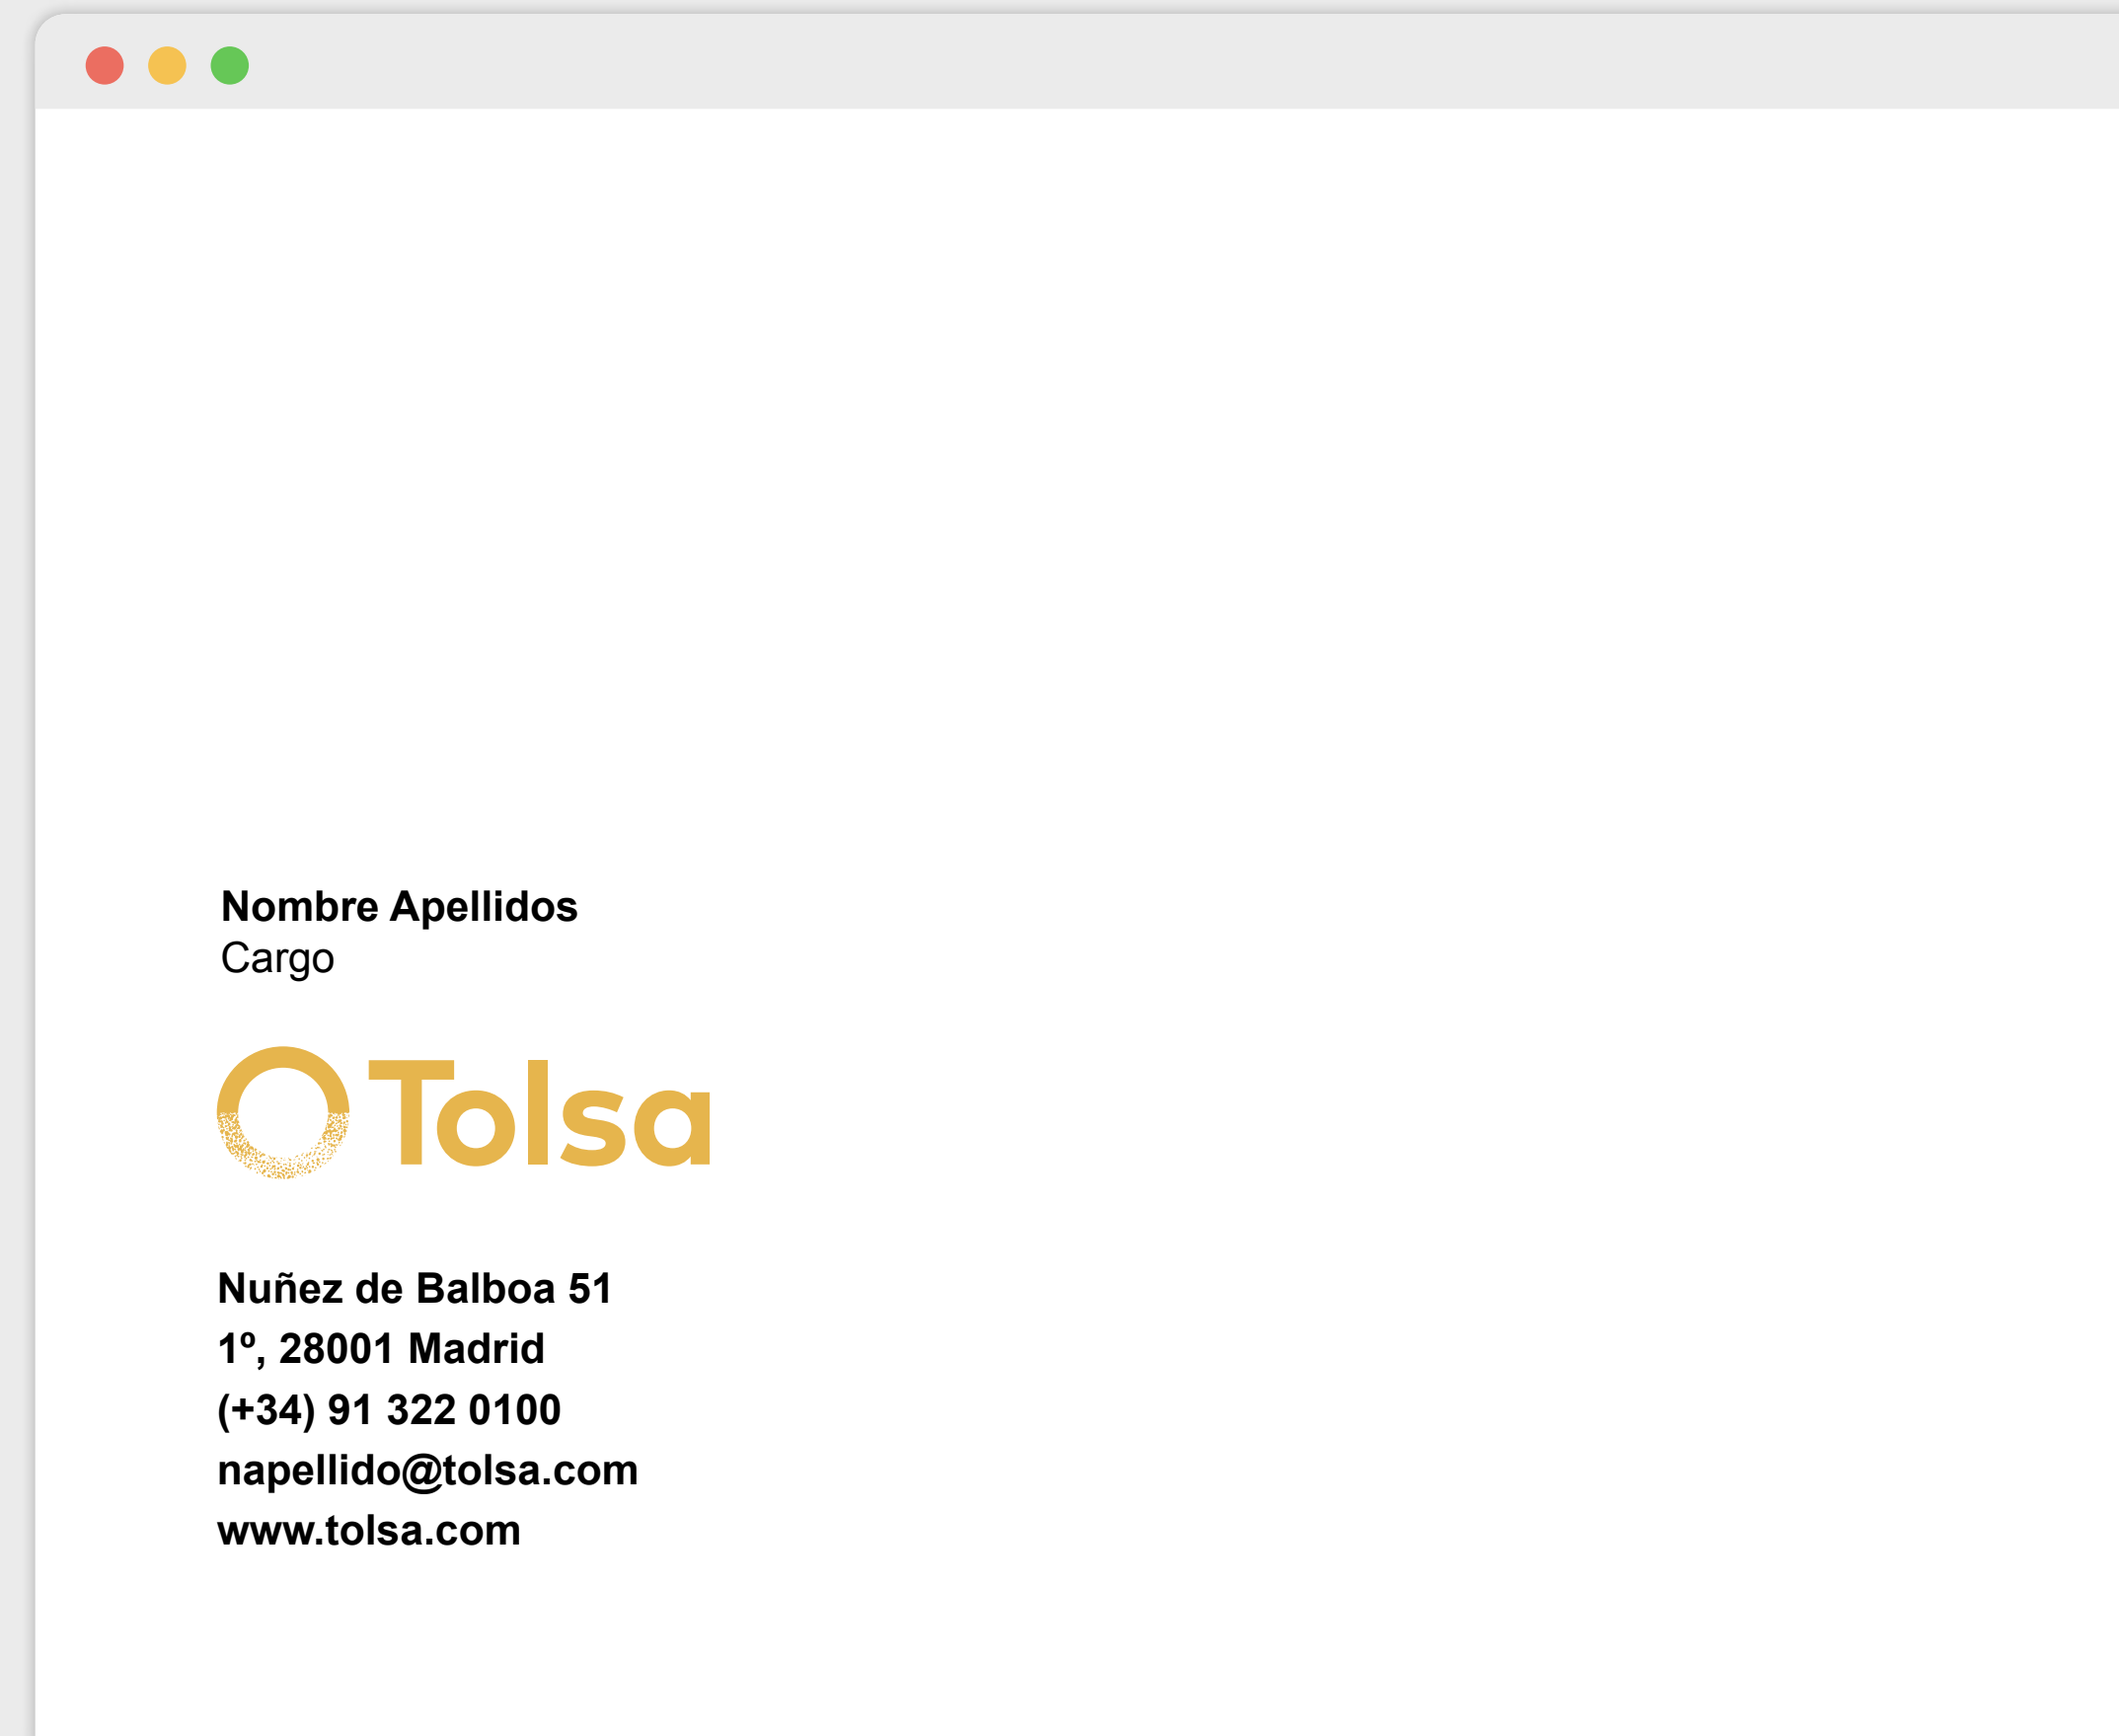 Nombre Apellidos
Cargo
Tolsa
Nuñez de Balboa 51
1º, 28001 Madrid
(+34) 91 322 0100
napellido@tolsa.com
www.tolsa.com